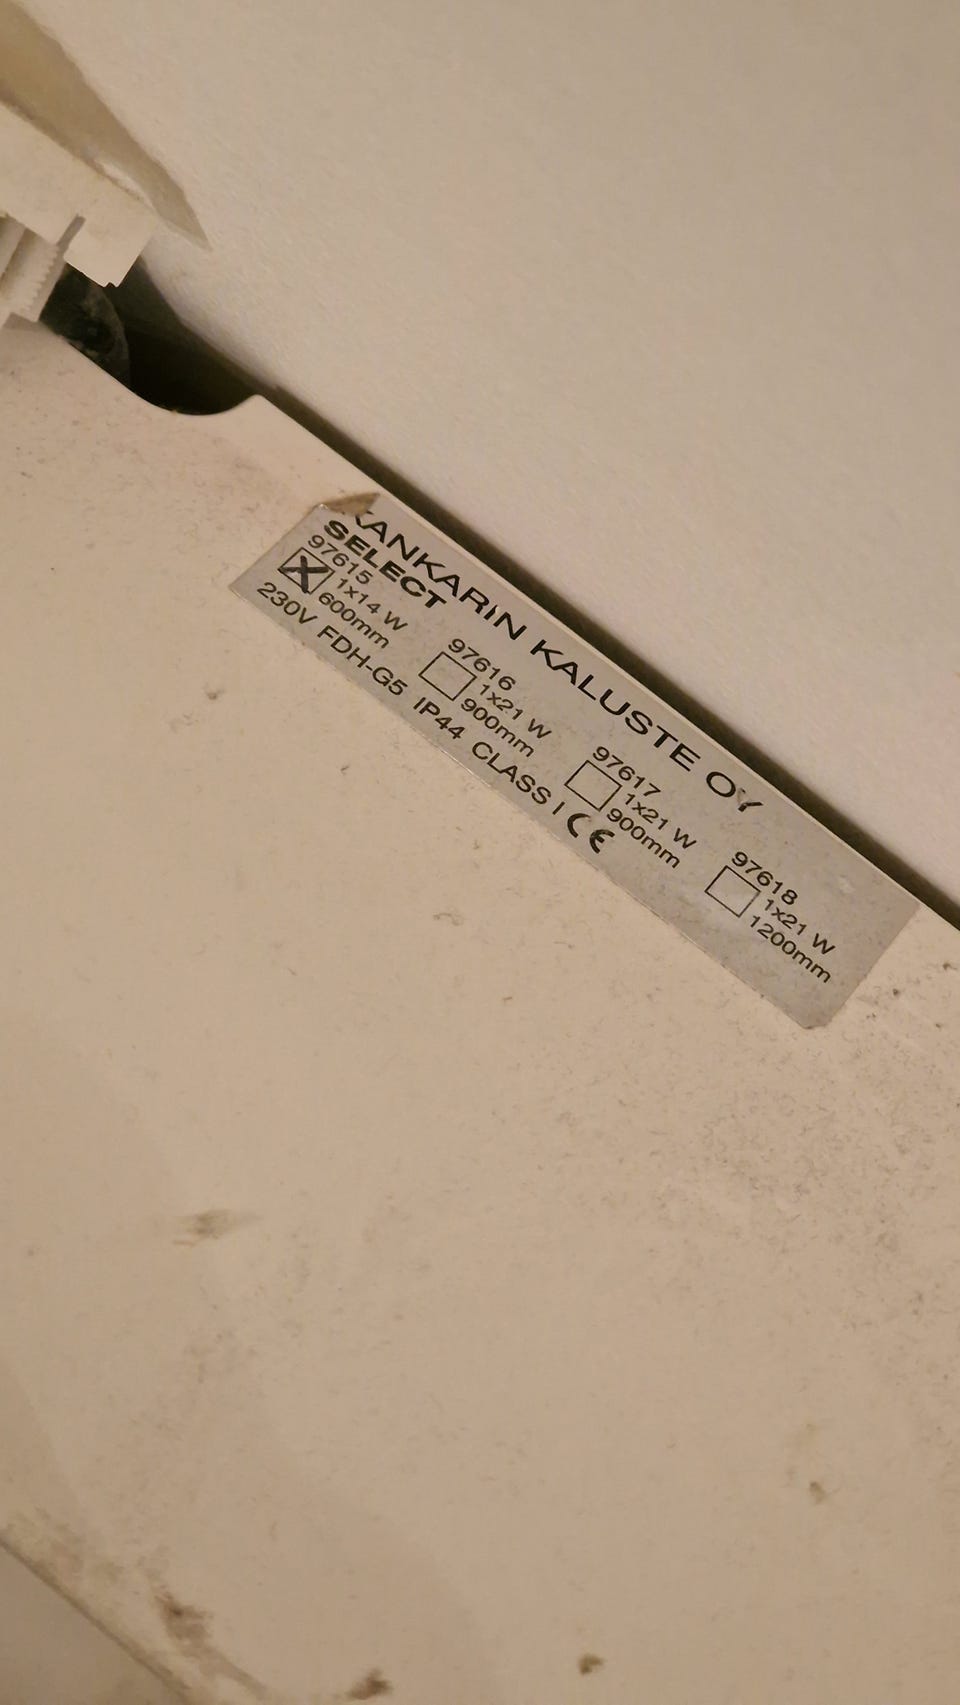 KANKARIN KALUSTE OY
SELECT
97615
1x14 W
600mm
97616
1x21 W
900mm
97617
1x21 W
900mm
97618
1x21 W
1200mm
230V FDH-G5 IP44 CLASS I CE